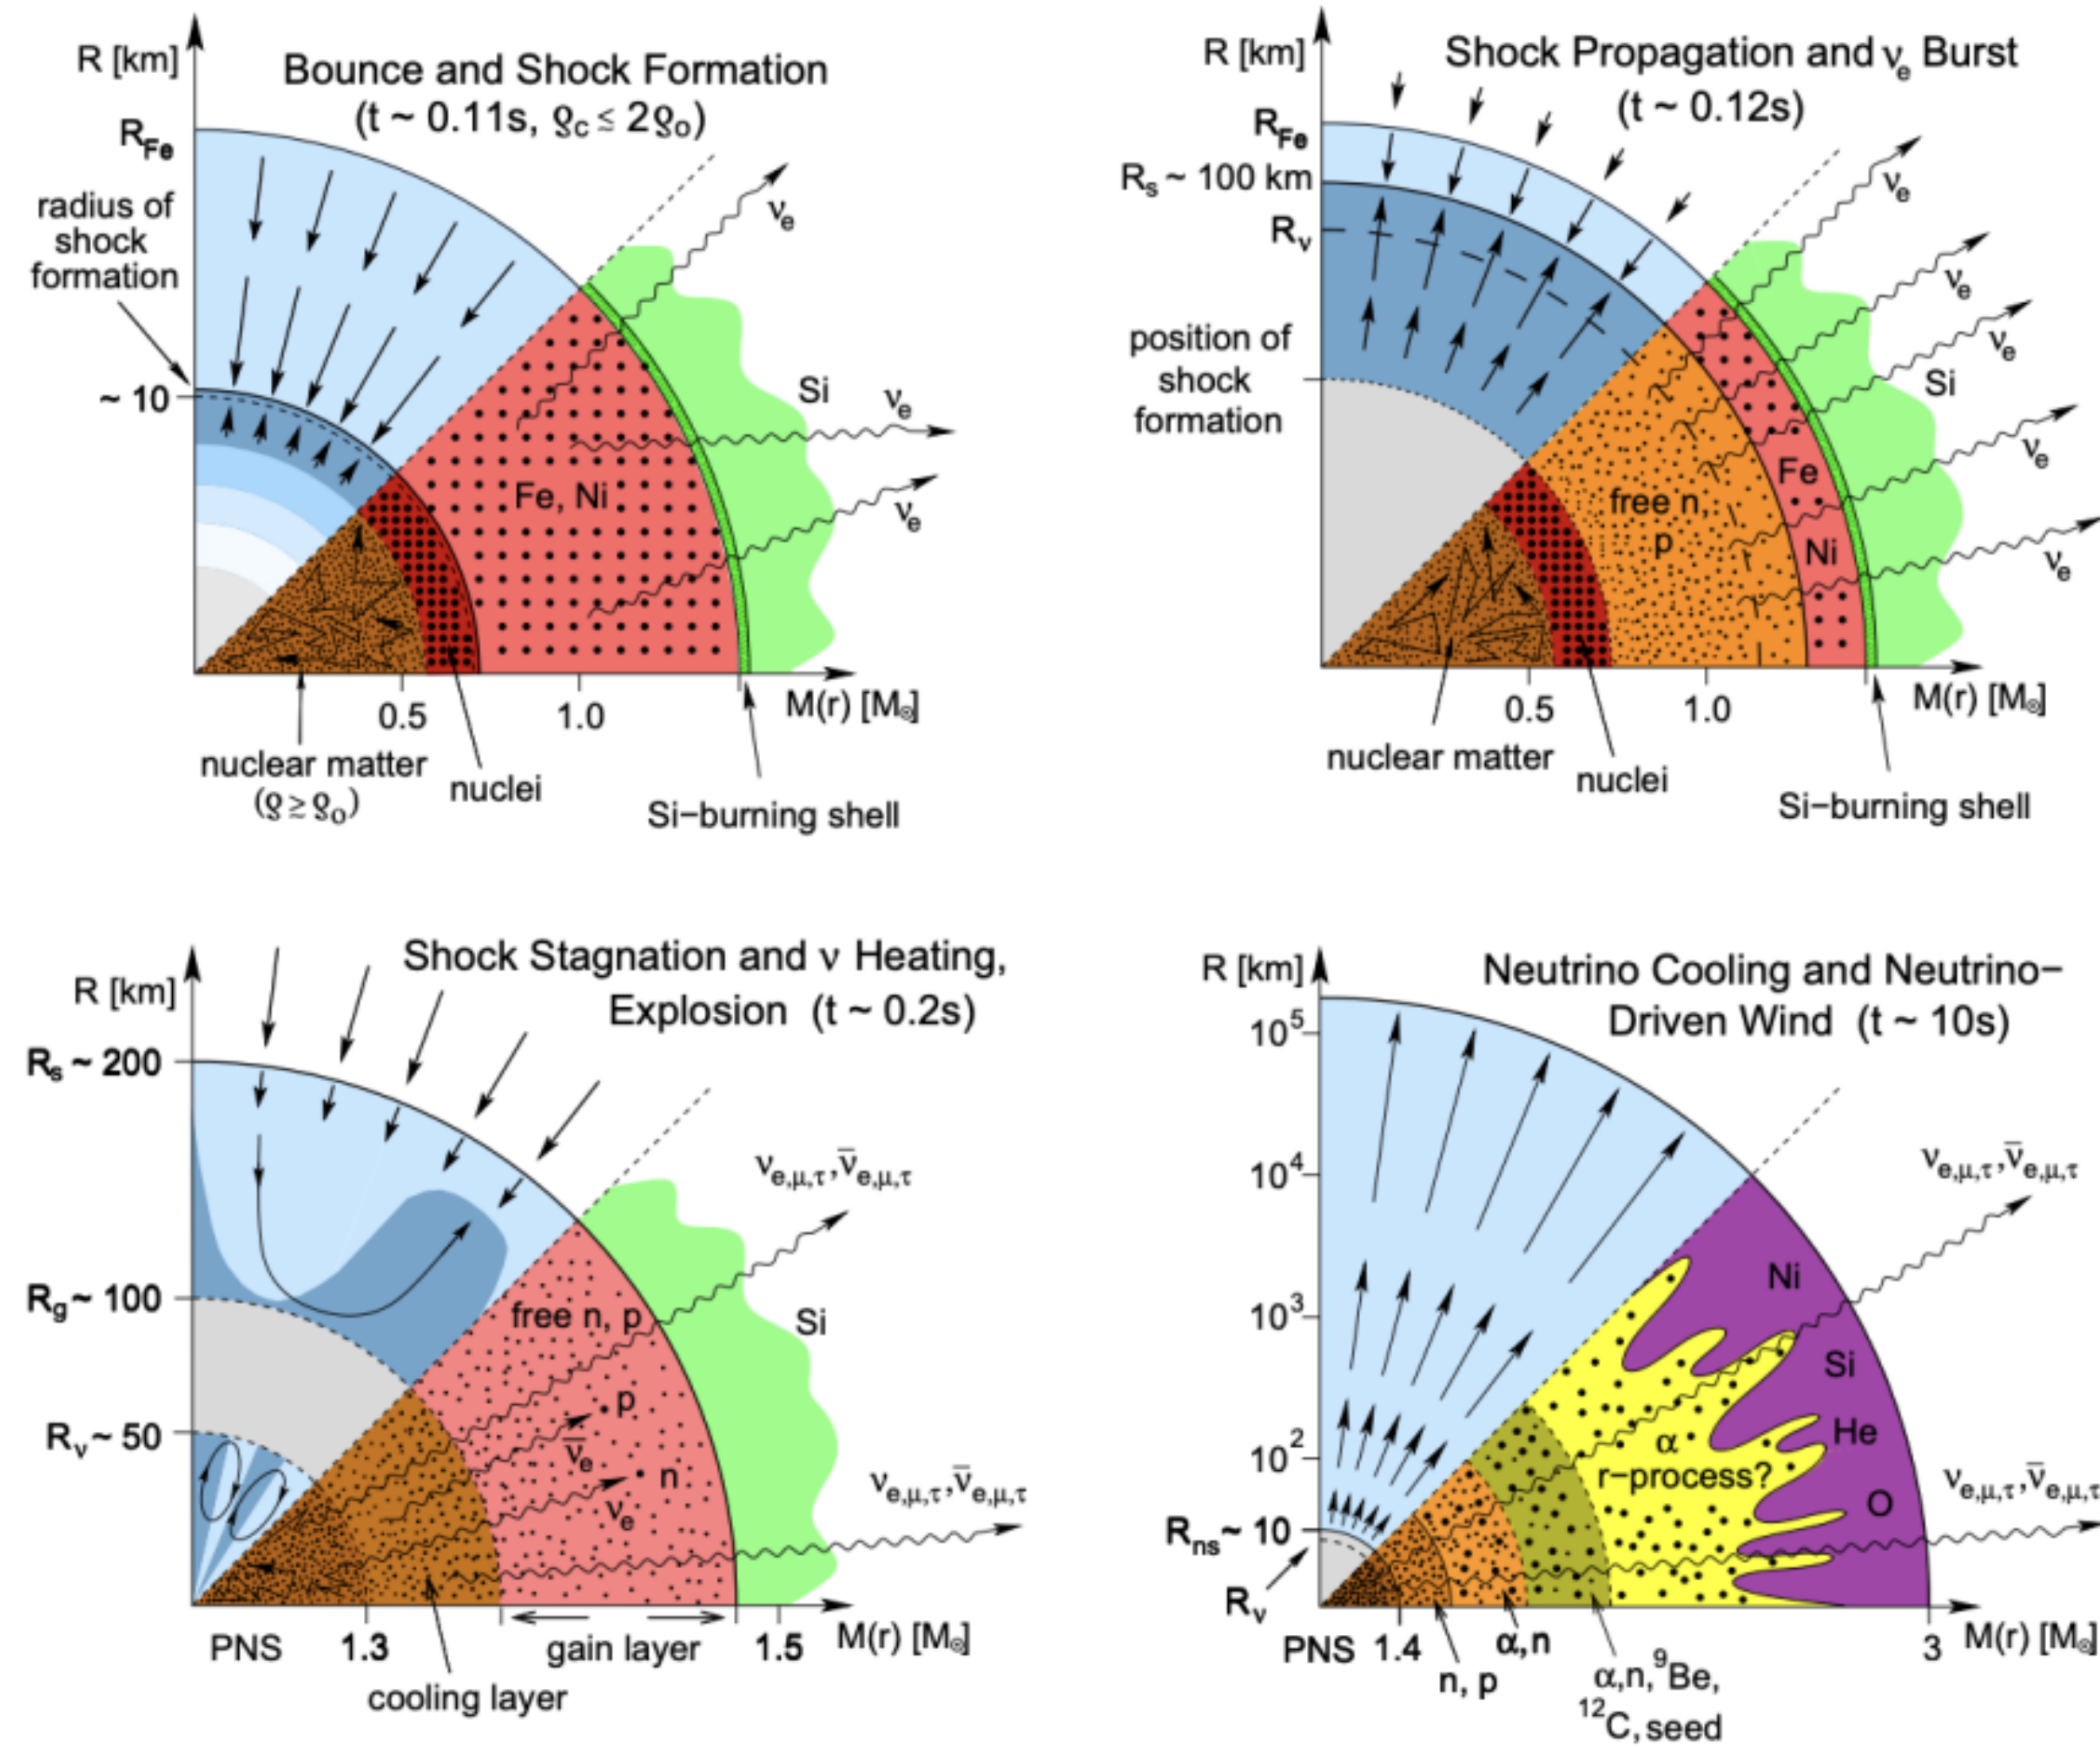 Bounce and Shock Formation
(t ~ 0.11s, ϱc ≲ 2ϱo)
R [km]
RFe
radius of
shock
formation
~ 10
νe
Si
νe
Fe, Ni
νe
0.5
1.0
M(r) [M⊙]
nuclear matter
(ϱ ≳ ϱo)
nuclei
Si−burning shell
Shock Propagation and νe Burst
(t ~ 0.12s)
R [km]
RFe
Rs ~ 100 km
Rν
position of
shock
formation
νe
νe
νe
Si
νe
Fe
free n,
p
Ni
νe
0.5
1.0
M(r) [M⊙]
nuclear matter
nuclei
Si−burning shell
Shock Stagnation and ν Heating,
Explosion (t ~ 0.2s)
R [km]
Rs ~ 200
νe,μ,τ, ν̄e,μ,τ
Rg ~ 100
free n, p
Si
p
Rν ~ 50
ν̄e
n
νe
νe,μ,τ, ν̄e,μ,τ
PNS
1.3
gain layer
1.5
M(r) [M⊙]
cooling layer
Neutrino Cooling and Neutrino−
Driven Wind (t ~ 10s)
R [km]
10⁵
10⁴
νe,μ,τ, ν̄e,μ,τ
Ni
10³
Si
He
10²
α
r−process?
νe,μ,τ, ν̄e,μ,τ
O
Rns ~ 10
Rν
PNS
1.4
α,n
3
M(r) [M⊙]
n, p
α,n,⁹Be,
¹²C, seed